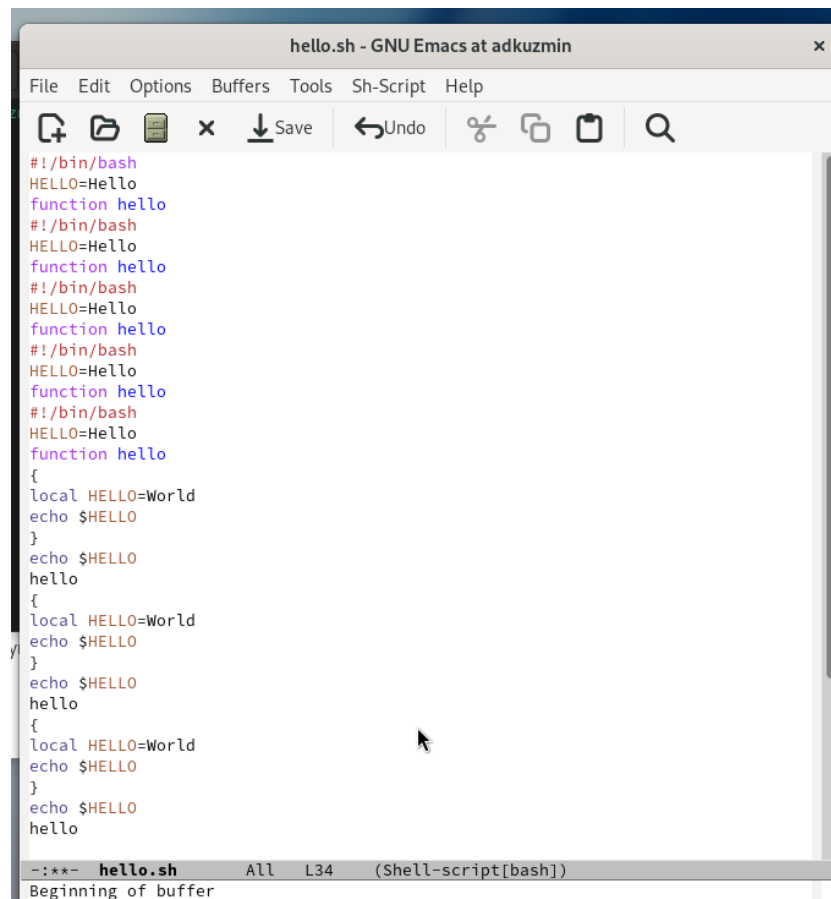 hello.sh - GNU Emacs at adkuzmin
File Edit Options Buffers Tools Sh-Script Help
Save Undo
#!/bin/bash
HELLO=Hello
function hello
#!/bin/bash
HELLO=Hello
function hello
#!/bin/bash
HELLO=Hello
function hello
#!/bin/bash
HELLO=Hello
function hello
#!/bin/bash
HELLO=Hello
function hello
{
local HELLO=World
echo $HELLO
}
echo $HELLO
hello
{
local HELLO=World
echo $HELLO
}
echo $HELLO
hello
{
local HELLO=World
echo $HELLO
}
echo $HELLO
hello
-:**- hello.sh All L34 (Shell-script[bash])
Beginning of buffer